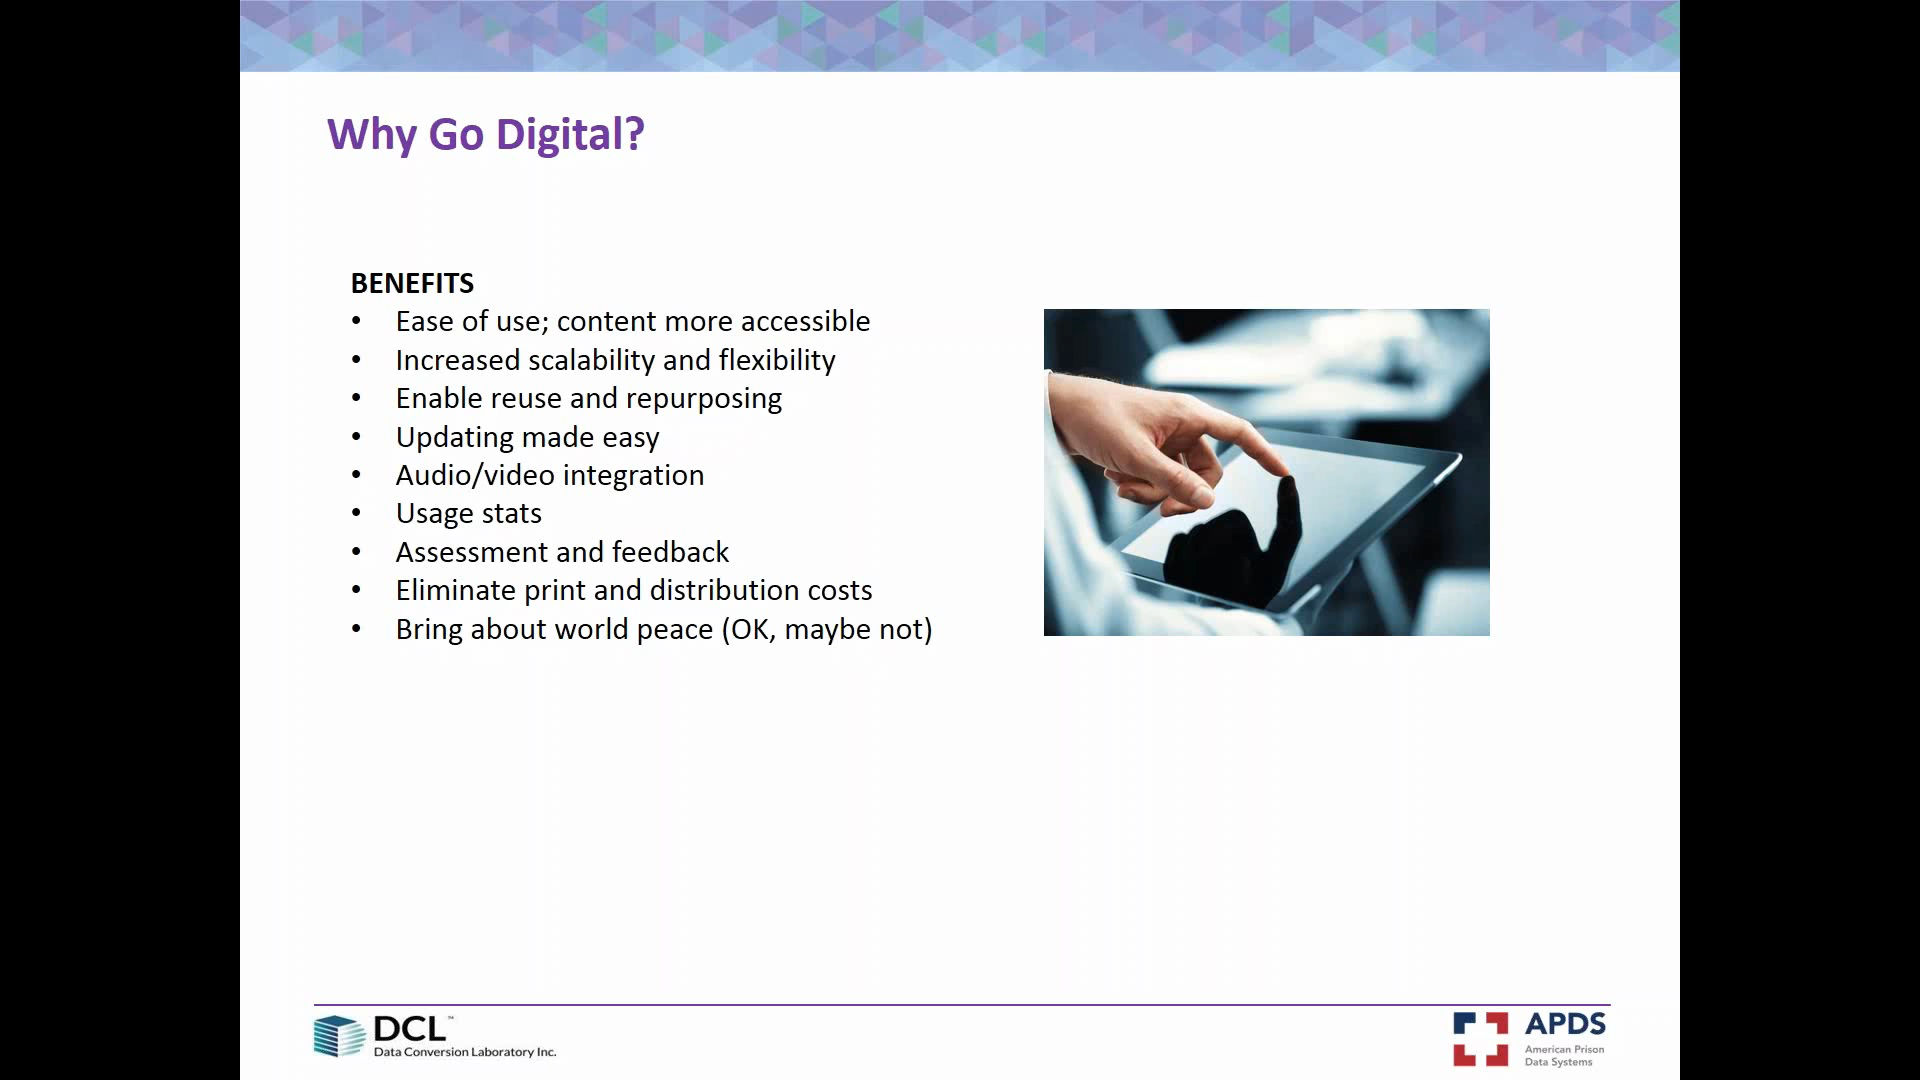 Why Go Digital?
BENEFITS
• Ease of use; content more accessible
• Increased scalability and flexibility
• Enable reuse and repurposing
• Updating made easy
• Audio/video integration
• Usage stats
• Assessment and feedback
• Eliminate print and distribution costs
• Bring about world peace (OK, maybe not)
DCL™
Data Conversion Laboratory Inc.
APDS
American Prison
Data Systems